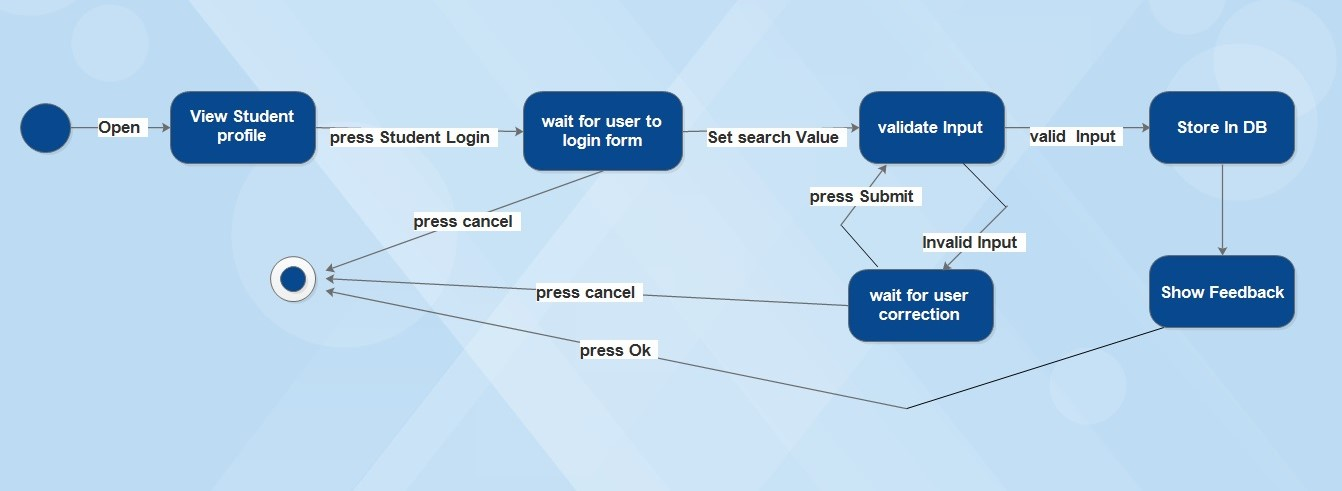 Open
View Student
profile
press Student Login
wait for user to
login form
Set search Value
validate Input
valid Input
Store In DB
press Submit
press cancel
Invalid Input
press cancel
wait for user
correction
Show Feedback
press Ok